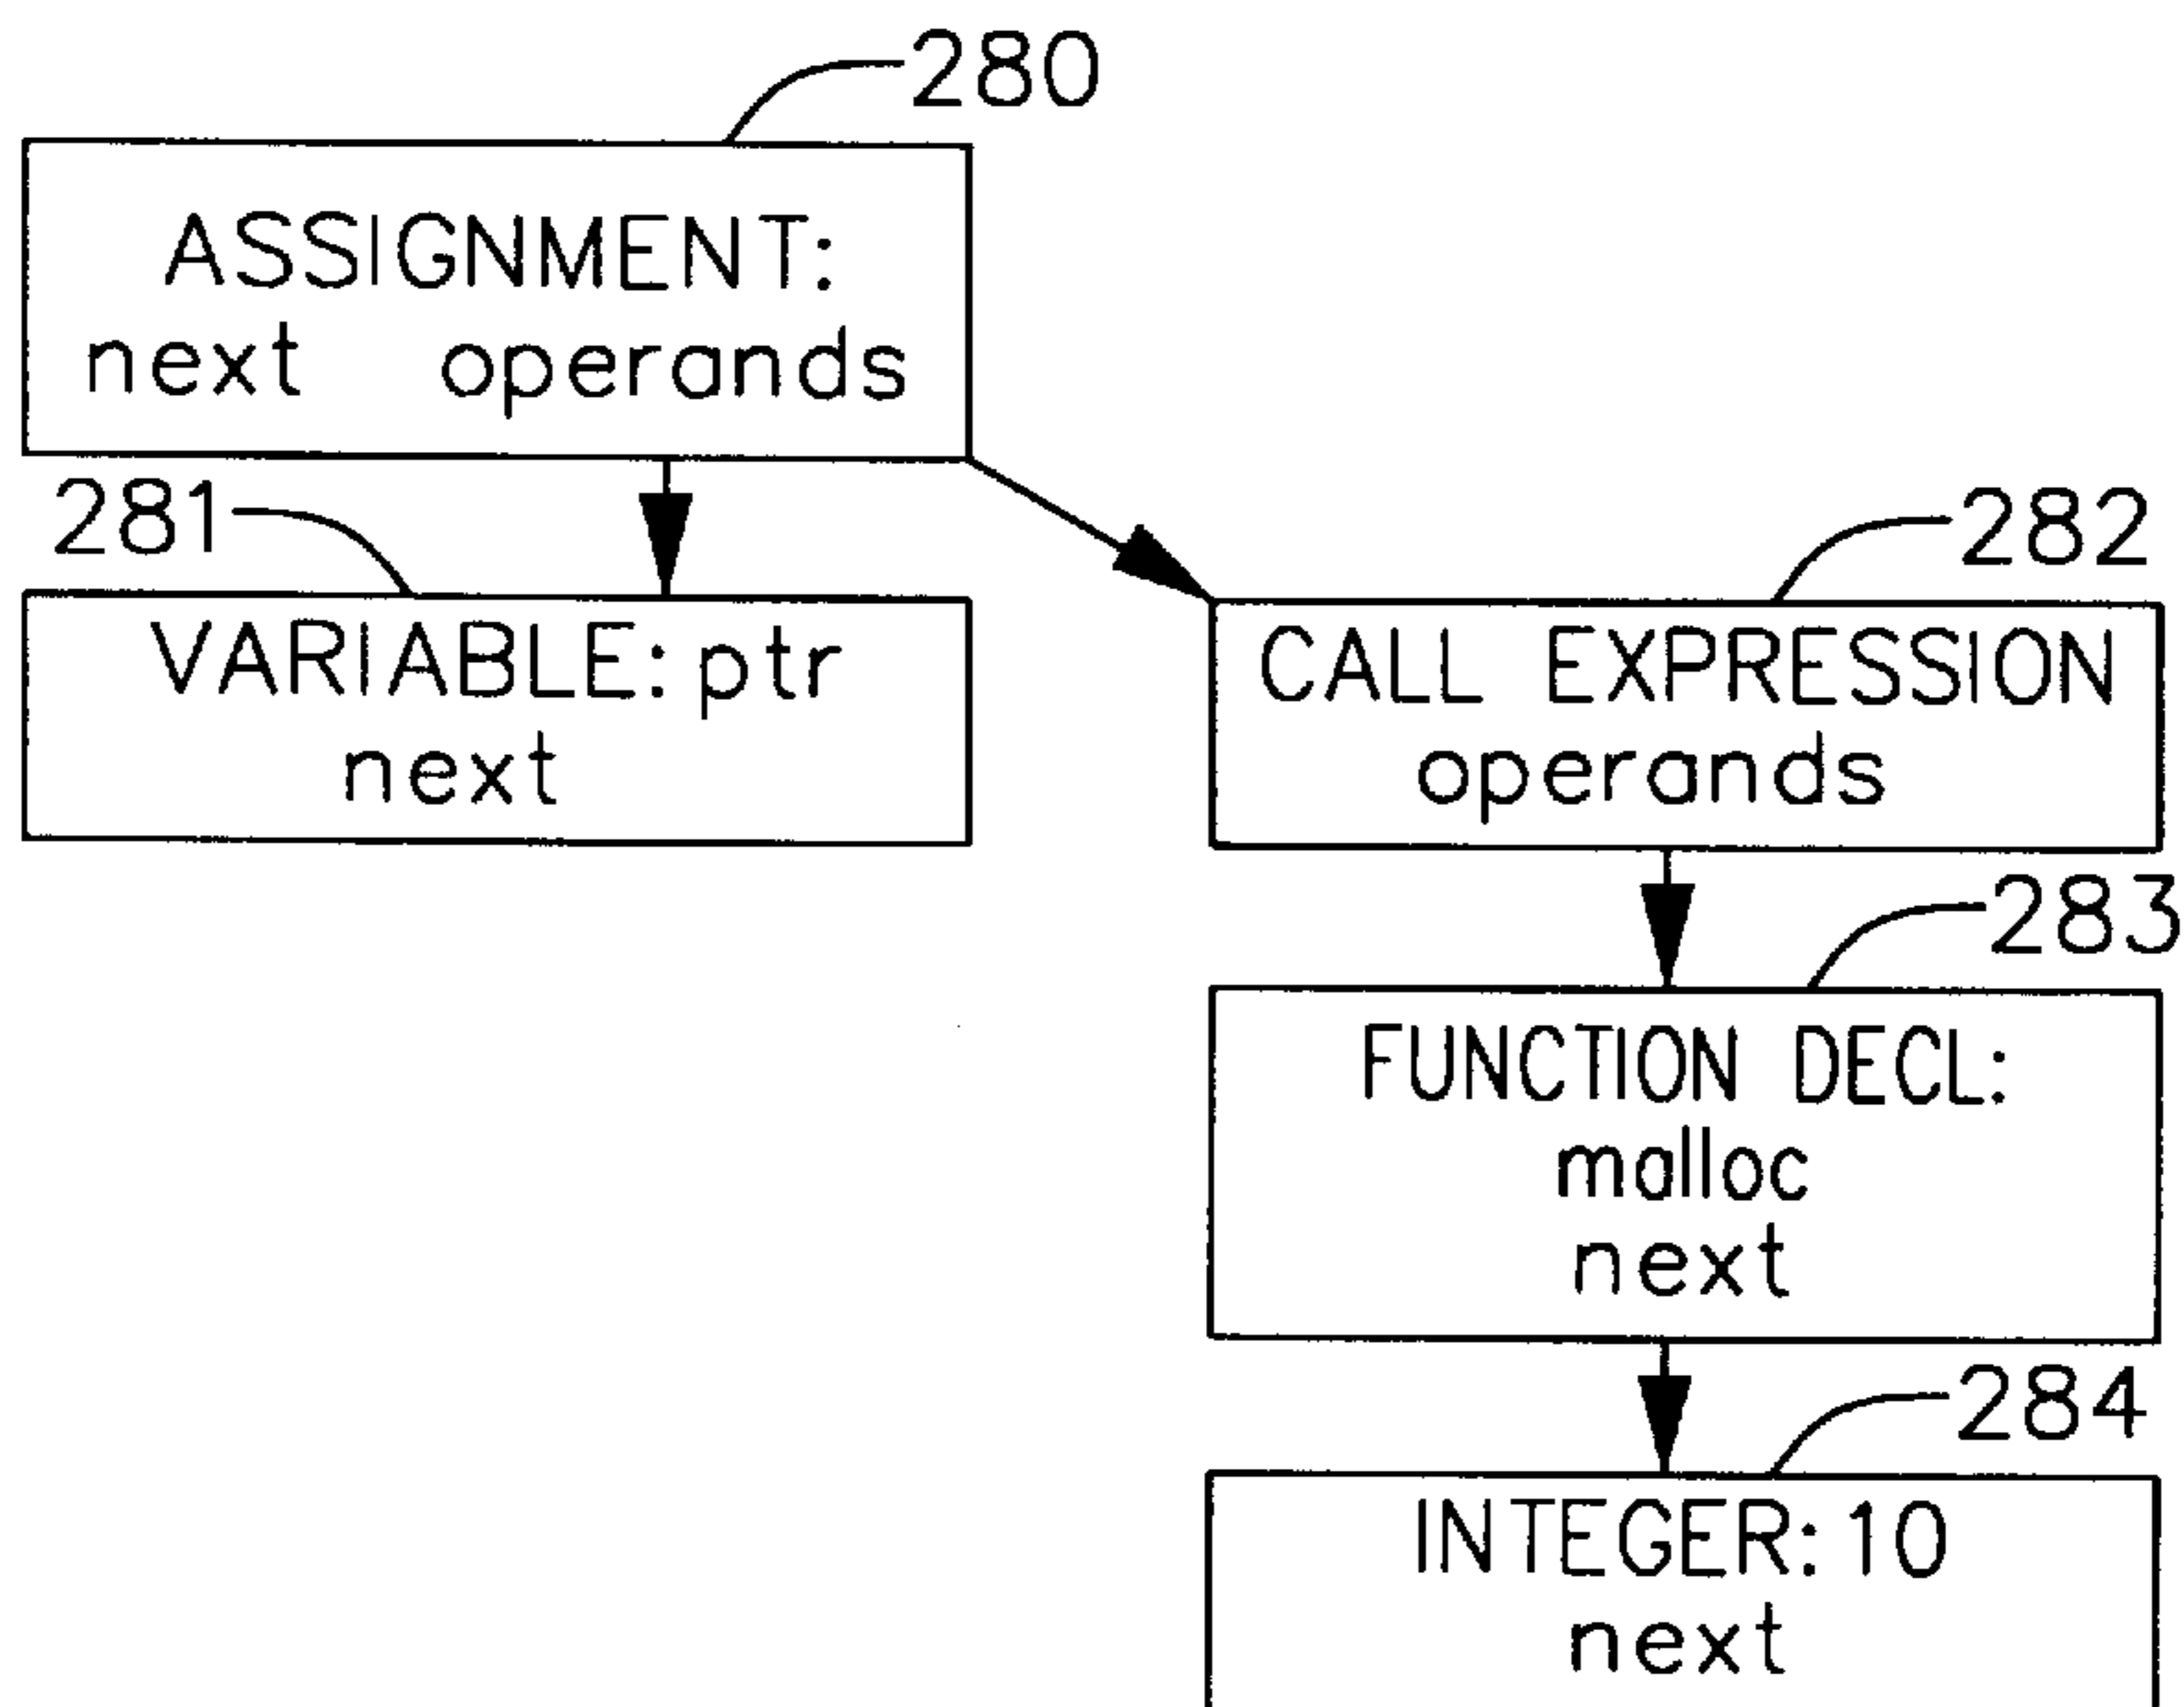 280
ASSIGNMENT:
next operands
281
VARIABLE: ptr
next
282
CALL EXPRESSION
operands
283
FUNCTION DECL:
malloc
next
284
INTEGER: 10
next